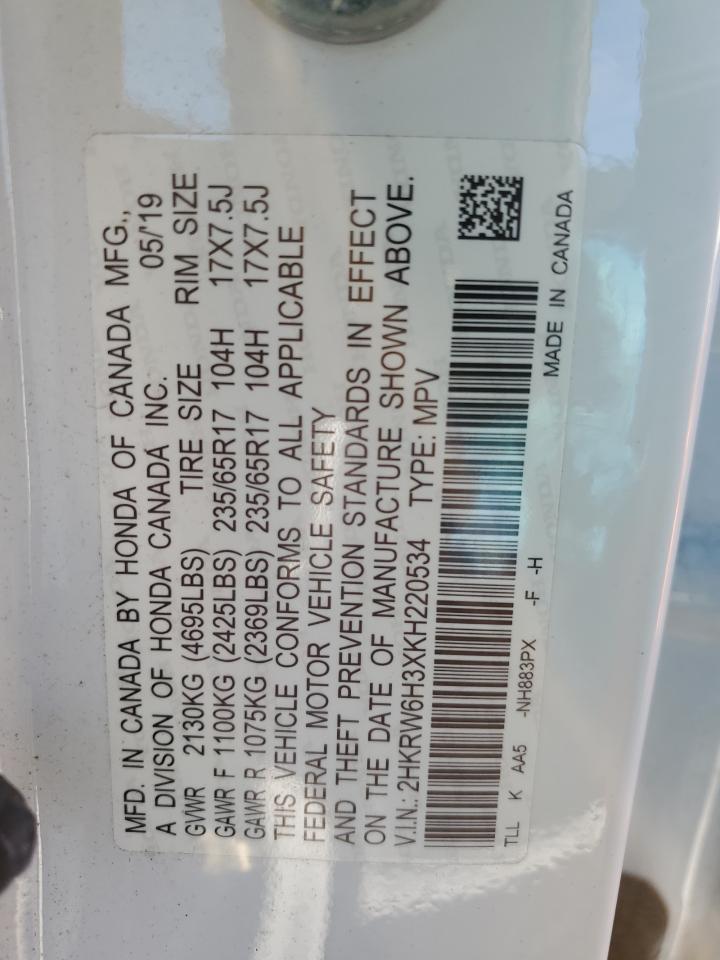 MFD. IN CANADA BY HONDA OF CANADA MFG.,
A DIVISION OF HONDA CANADA INC. 05/'19
GVWR 2130KG (4695LBS) TIRE SIZE RIM SIZE
GAWR F 1100KG (2425LBS) 235/65R17 104H 17X7.5J
GAWR R 1075KG (2369LBS) 235/65R17 104H 17X7.5J
THIS VEHICLE CONFORMS TO ALL APPLICABLE
FEDERAL MOTOR VEHICLE SAFETY
AND THEFT PREVENTION STANDARDS IN EFFECT
ON THE DATE OF MANUFACTURE SHOWN ABOVE.
V.I.N.: 2HKRW6H3XKH220534 TYPE: MPV
TLL K AA5 -NH883PX -F -H
MADE IN CANADA